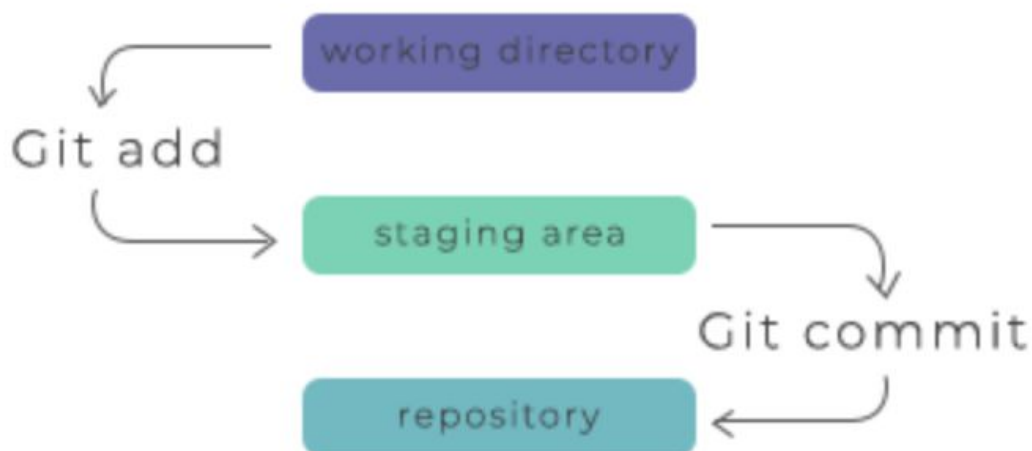 working directory
Git add
staging area
Git commit
repository